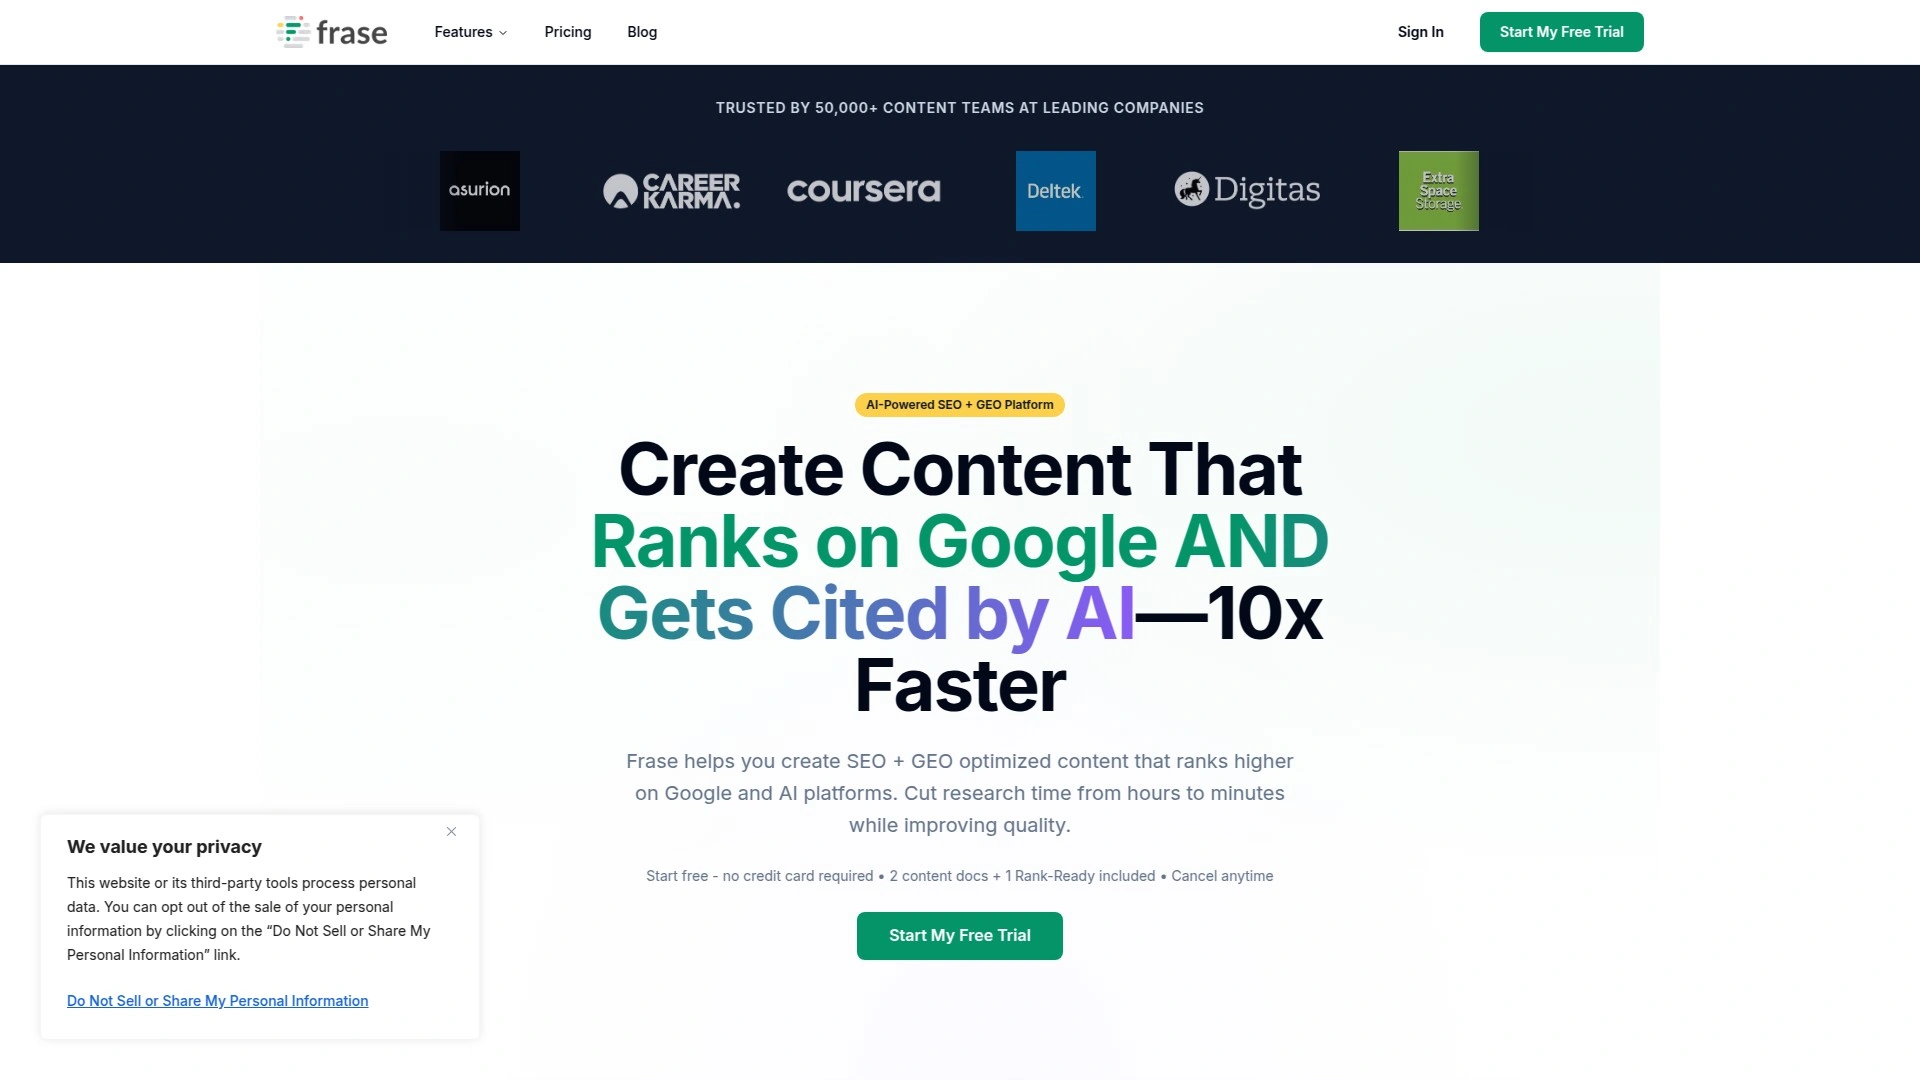 frase
Features
Pricing
Blog
Sign In
Start My Free Trial
TRUSTED BY 50,000+ CONTENT TEAMS AT LEADING COMPANIES
asurion
CAREER
KARMA.
coursera
Deltek.
Digitas
Extra
Space
Storage
AI-Powered SEO + GEO Platform
Create Content That
Ranks on Google AND
Gets Cited by AI—10x
Faster
Frase helps you create SEO + GEO optimized content that ranks higher
on Google and AI platforms. Cut research time from hours to minutes
while improving quality.
Start free - no credit card required • 2 content docs + 1 Rank-Ready included • Cancel anytime
Start My Free Trial
We value your privacy
This website or its third-party tools process personal
data. You can opt out of the sale of your personal
information by clicking on the “Do Not Sell or Share My
Personal Information” link.
Do Not Sell or Share My Personal Information